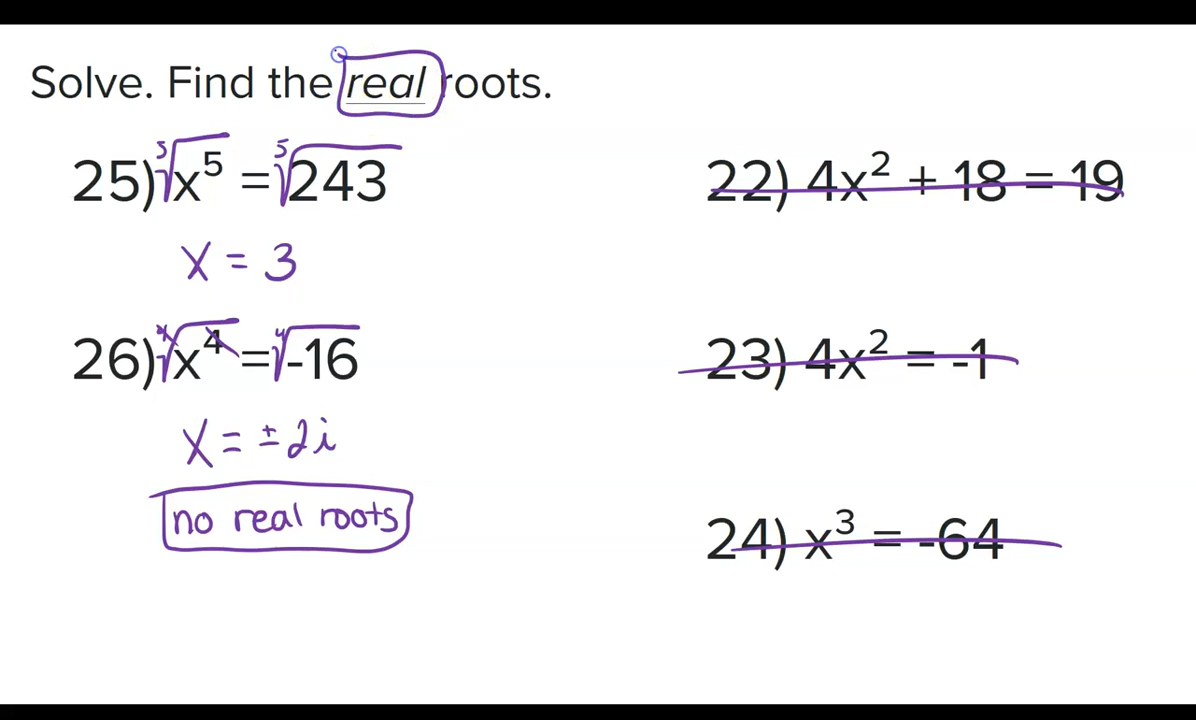 Solve. Find the real roots.
25) ⁵√x⁵ = ⁵√243
x = 3
26) ⁴√x⁴ = ⁴√-16
x = ±2i
no real roots
22) 4x² + 18 = 19
23) 4x² = -1
24) x³ = -64